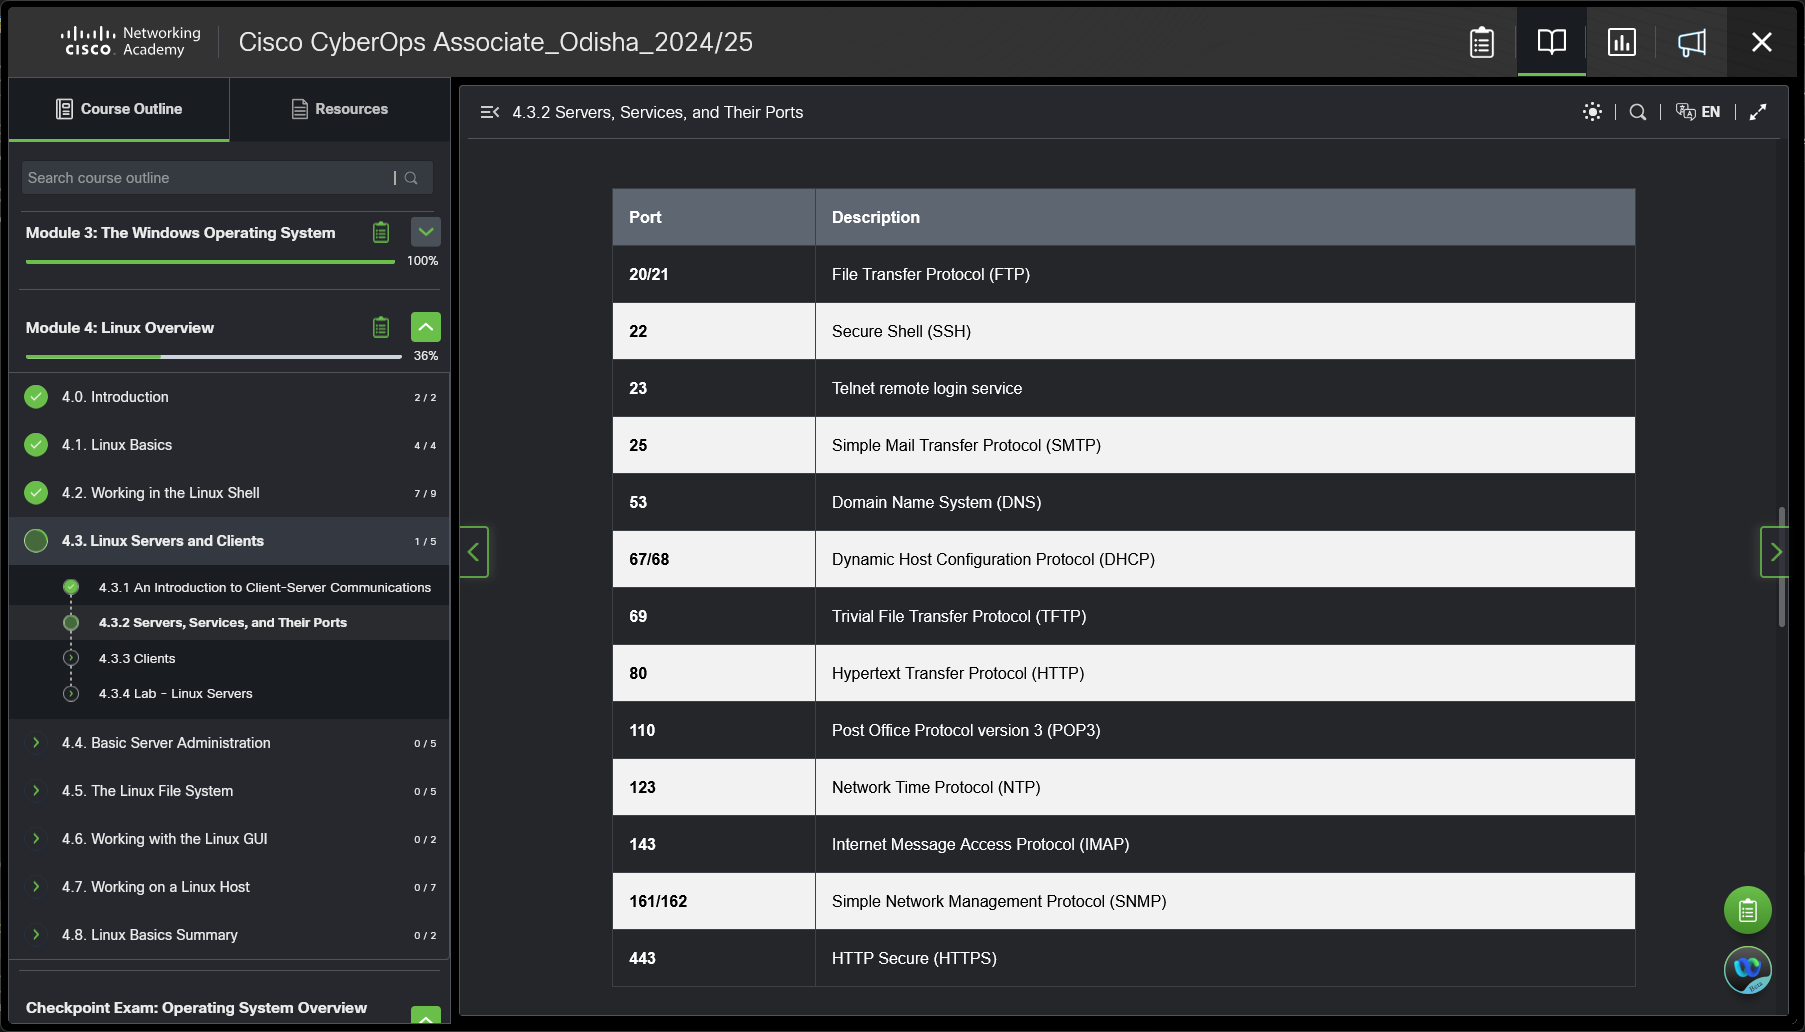 CISCO Networking Academy
Cisco CyberOps Associate_Odisha_2024/25
Course Outline
Resources
Search course outline
Module 3: The Windows Operating System
100%
Module 4: Linux Overview
36%
4.0. Introduction 2 / 2
4.1. Linux Basics 4 / 4
4.2. Working in the Linux Shell 7 / 9
4.3. Linux Servers and Clients 1 / 5
4.3.1 An Introduction to Client-Server Communications
4.3.2 Servers, Services, and Their Ports
4.3.3 Clients
4.3.4 Lab - Linux Servers
4.4. Basic Server Administration 0 / 5
4.5. The Linux File System 0 / 5
4.6. Working with the Linux GUI 0 / 2
4.7. Working on a Linux Host 0 / 7
4.8. Linux Basics Summary 0 / 2
Checkpoint Exam: Operating System Overview
4.3.2 Servers, Services, and Their Ports
EN
Port Description
20/21 File Transfer Protocol (FTP)
22 Secure Shell (SSH)
23 Telnet remote login service
25 Simple Mail Transfer Protocol (SMTP)
53 Domain Name System (DNS)
67/68 Dynamic Host Configuration Protocol (DHCP)
69 Trivial File Transfer Protocol (TFTP)
80 Hypertext Transfer Protocol (HTTP)
110 Post Office Protocol version 3 (POP3)
123 Network Time Protocol (NTP)
143 Internet Message Access Protocol (IMAP)
161/162 Simple Network Management Protocol (SNMP)
443 HTTP Secure (HTTPS)
Beta